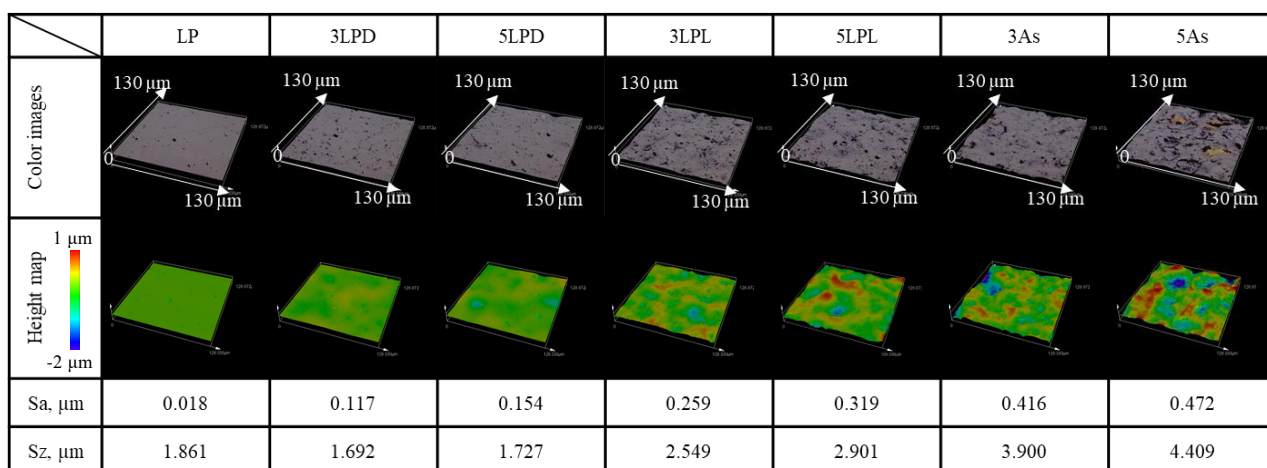 LP 3LPD 5LPD 3LPL 5LPL 3As 5As
Color images
130 μm 130 μm 130 μm 130 μm 130 μm 130 μm 130 μm
0 0 0 0 0 0 0
130 μm 130 μm 130 μm 130 μm 130 μm 130 μm 130 μm
Height map
1 μm
-2 μm
Sa, μm 0.018 0.117 0.154 0.259 0.319 0.416 0.472
Sz, μm 1.861 1.692 1.727 2.549 2.901 3.900 4.409